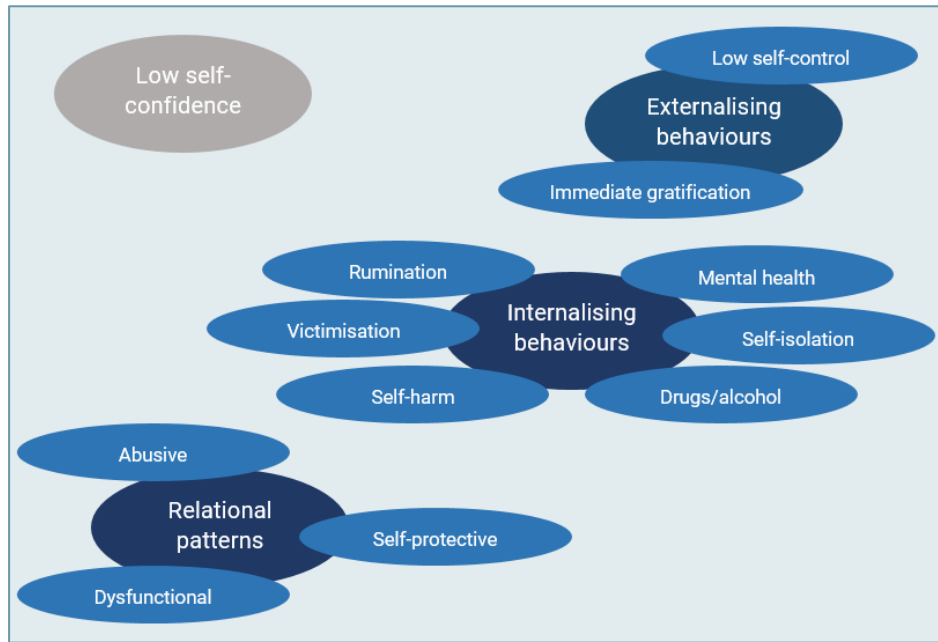 Low self-
confidence
Low self-control
Externalising
behaviours
Immediate gratification
Rumination
Mental health
Internalising
behaviours
Victimisation
Self-isolation
Self-harm
Drugs/alcohol
Abusive
Relational
patterns
Self-protective
Dysfunctional